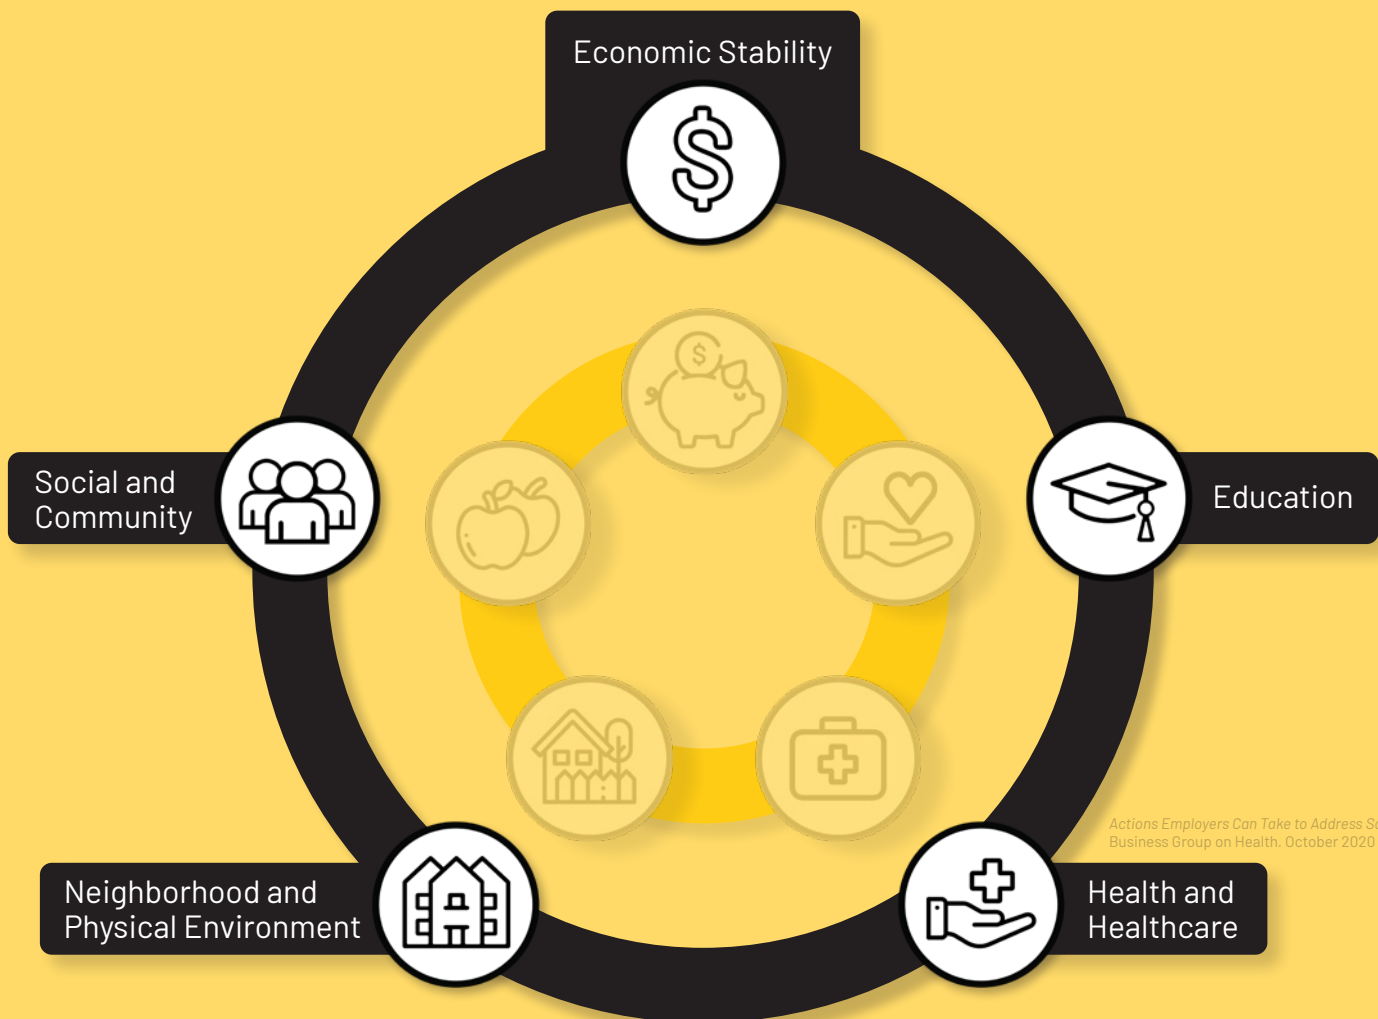 Economic Stability
Social and
Community
Education
Actions Employers Can Take to Address
Business Group on Health. October 2020
Neighborhood and
Physical Environment
Health and
Healthcare